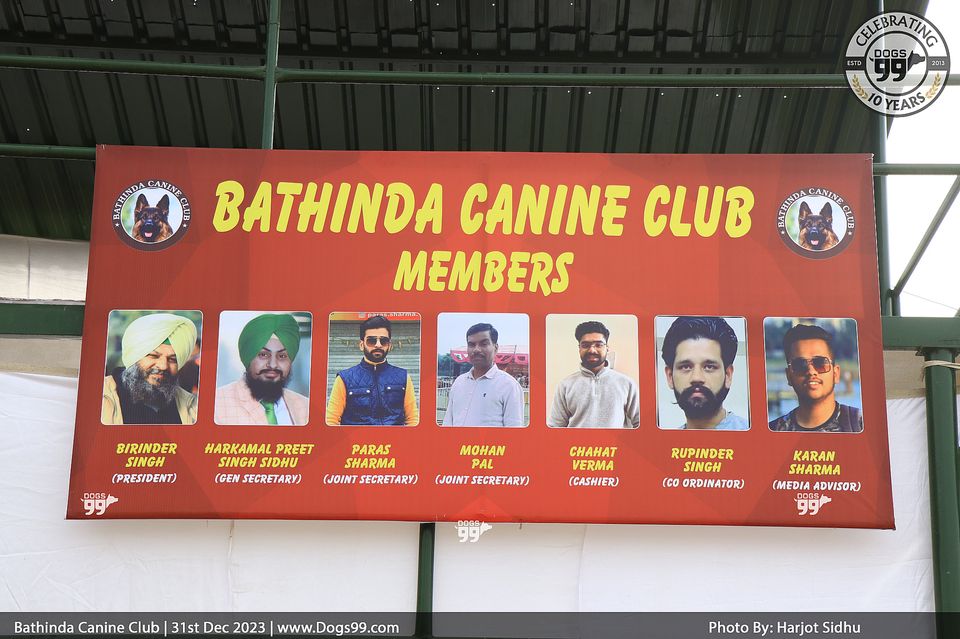 CELEBRATING
ESTD
DOGS
99
2013
10 YEARS
BATHINDA CANINE CLUB
BATHINDA CANINE CLUB
BATHINDA CANINE CLUB
MEMBERS
paras.sharma.
BIRINDER
SINGH
(PRESIDENT)
HARKAMAL PREET
SINGH SIDHU
(GEN SECRETARY)
PARAS
SHARMA
(JOINT SECRETARY)
MOHAN
PAL
(JOINT SECRETARY)
CHAHAT
VERMA
(CASHIER)
RUPINDER
SINGH
(CO ORDINATOR)
KARAN
SHARMA
(MEDIA ADVISOR)
DOGS
99
DOGS
99
DOGS
99
Bathinda Canine Club | 31st Dec 2023 | www.Dogs99.com
Photo By: Harjot Sidhu